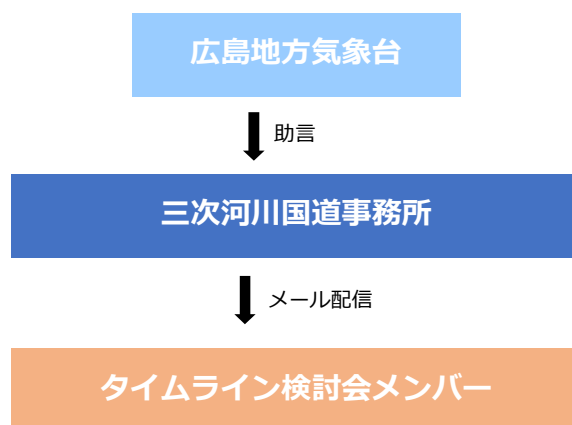 広島地方気象台
助言
三次河川国道事務所
メール配信
タイムライン検討会メンバー